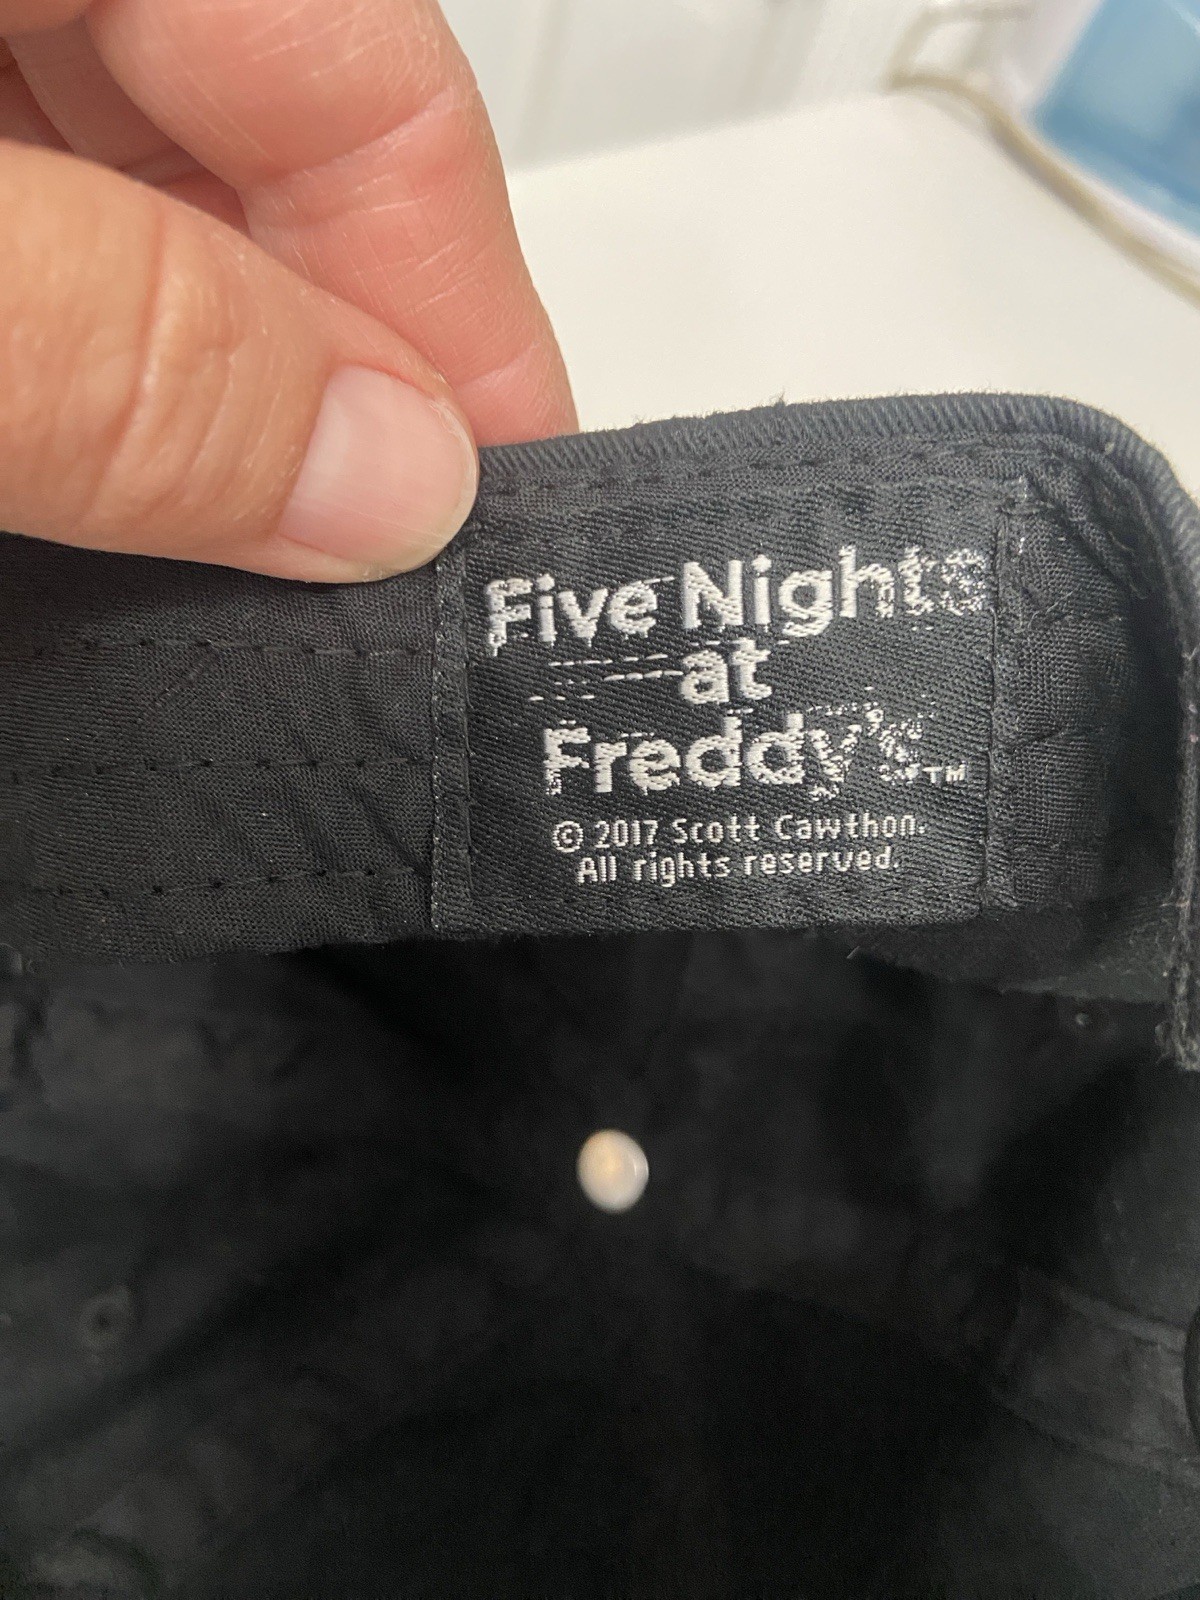 Five Nights
at
Freddy's™
© 2017 Scott Cawthon.
All rights reserved.